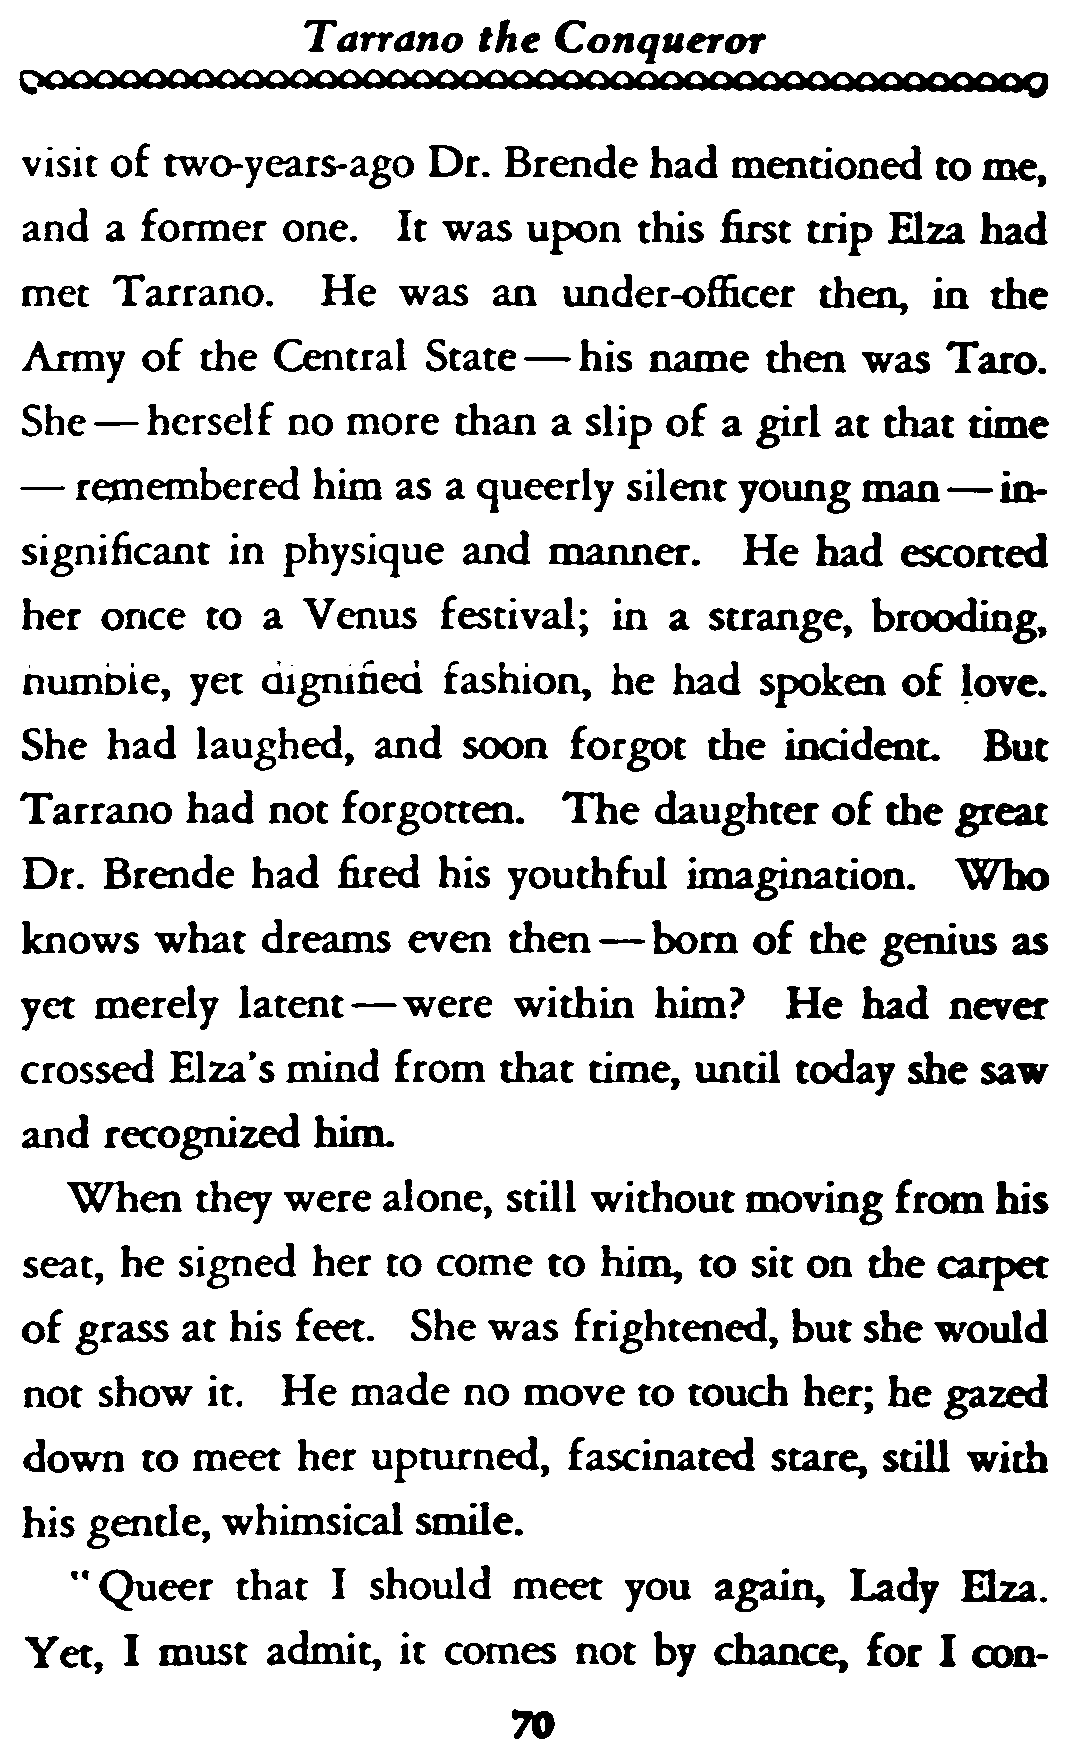 Tarrano the Conqueror
visit of two-years-ago Dr. Brende had mentioned to me,
and a former one. It was upon this first trip Elza had
met Tarrano. He was an under-officer then, in the
Army of the Central State — his name then was Taro.
She — herself no more than a slip of a girl at that time
— remembered him as a queerly silent young man — in-
significant in physique and manner. He had escorted
her once to a Venus festival; in a strange, brooding,
humble, yet dignified fashion, he had spoken of love.
She had laughed, and soon forgot the incident. But
Tarrano had not forgotten. The daughter of the great
Dr. Brende had fired his youthful imagination. Who
knows what dreams even then — born of the genius as
yet merely latent — were within him? He had never
crossed Elza's mind from that time, until today she saw
and recognized him.
When they were alone, still without moving from his
seat, he signed her to come to him, to sit on the carpet
of grass at his feet. She was frightened, but she would
not show it. He made no move to touch her; he gazed
down to meet her upturned, fascinated stare, still with
his gentle, whimsical smile.
"Queer that I should meet you again, Lady Elza.
Yet, I must admit, it comes not by chance, for I con-
70